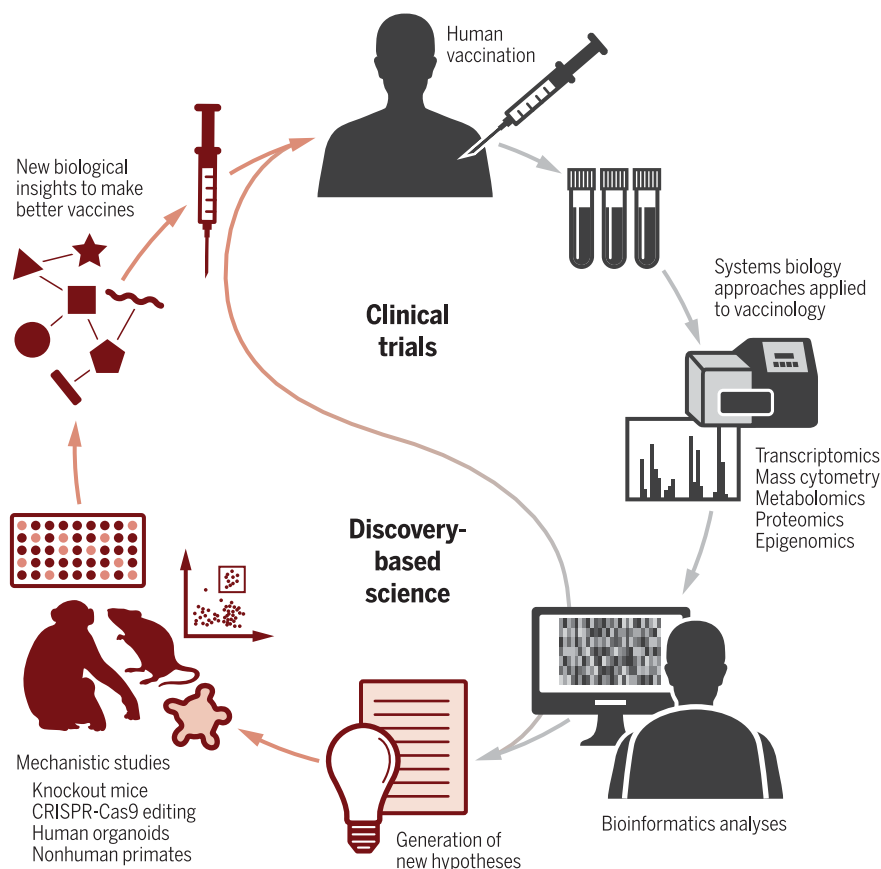 Human
vaccination
New biological
insights to make
better vaccines
Systems biology
approaches applied
to vaccinology
Clinical
trials
Transcriptomics
Mass cytometry
Metabolomics
Proteomics
Epigenomics
Discovery-
based
science
Mechanistic studies
Knockout mice
CRISPR-Cas9 editing
Human organoids
Nonhuman primates
Generation of
new hypotheses
Bioinformatics analyses